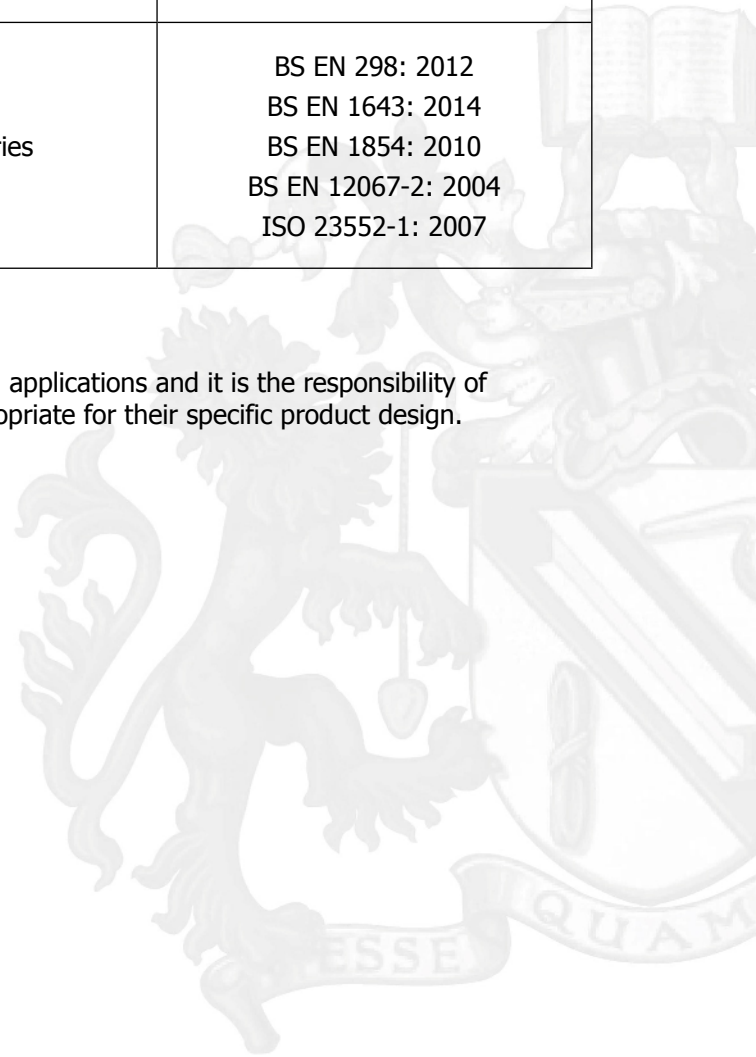 BS EN 298: 2012
BS EN 1643: 2014
ries
BS EN 1854: 2010
BS EN 12067-2: 2004
ISO 23552-1: 2007
applications and it is the responsibility of
opriate for their specific product design.
ESSE
QUAM